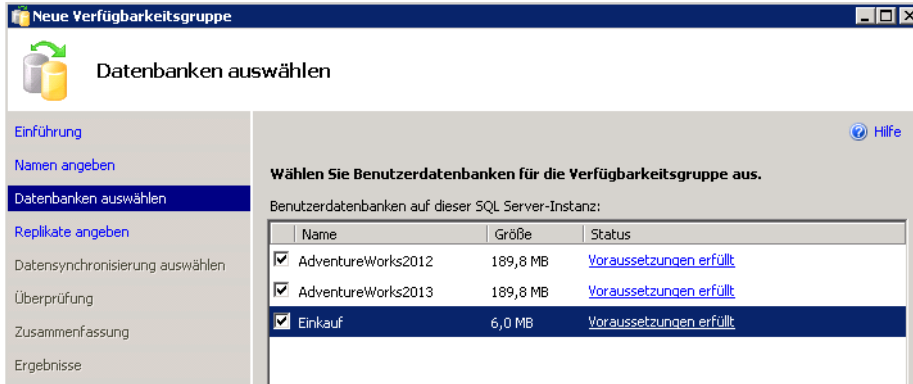 Neue Verfügbarkeitsgruppe
Datenbanken auswählen
Einführung
Namen angeben
Datenbanken auswählen
Replikate angeben
Datensynchronisierung auswählen
Überprüfung
Zusammenfassung
Ergebnisse
Hilfe
Wählen Sie Benutzerdatenbanken für die Verfügbarkeitsgruppe aus.
Benutzerdatenbanken auf dieser SQL Server-Instanz:
Name Größe Status
AdventureWorks2012 189,8 MB Voraussetzungen erfüllt
AdventureWorks2013 189,8 MB Voraussetzungen erfüllt
Einkauf 6,0 MB Voraussetzungen erfüllt